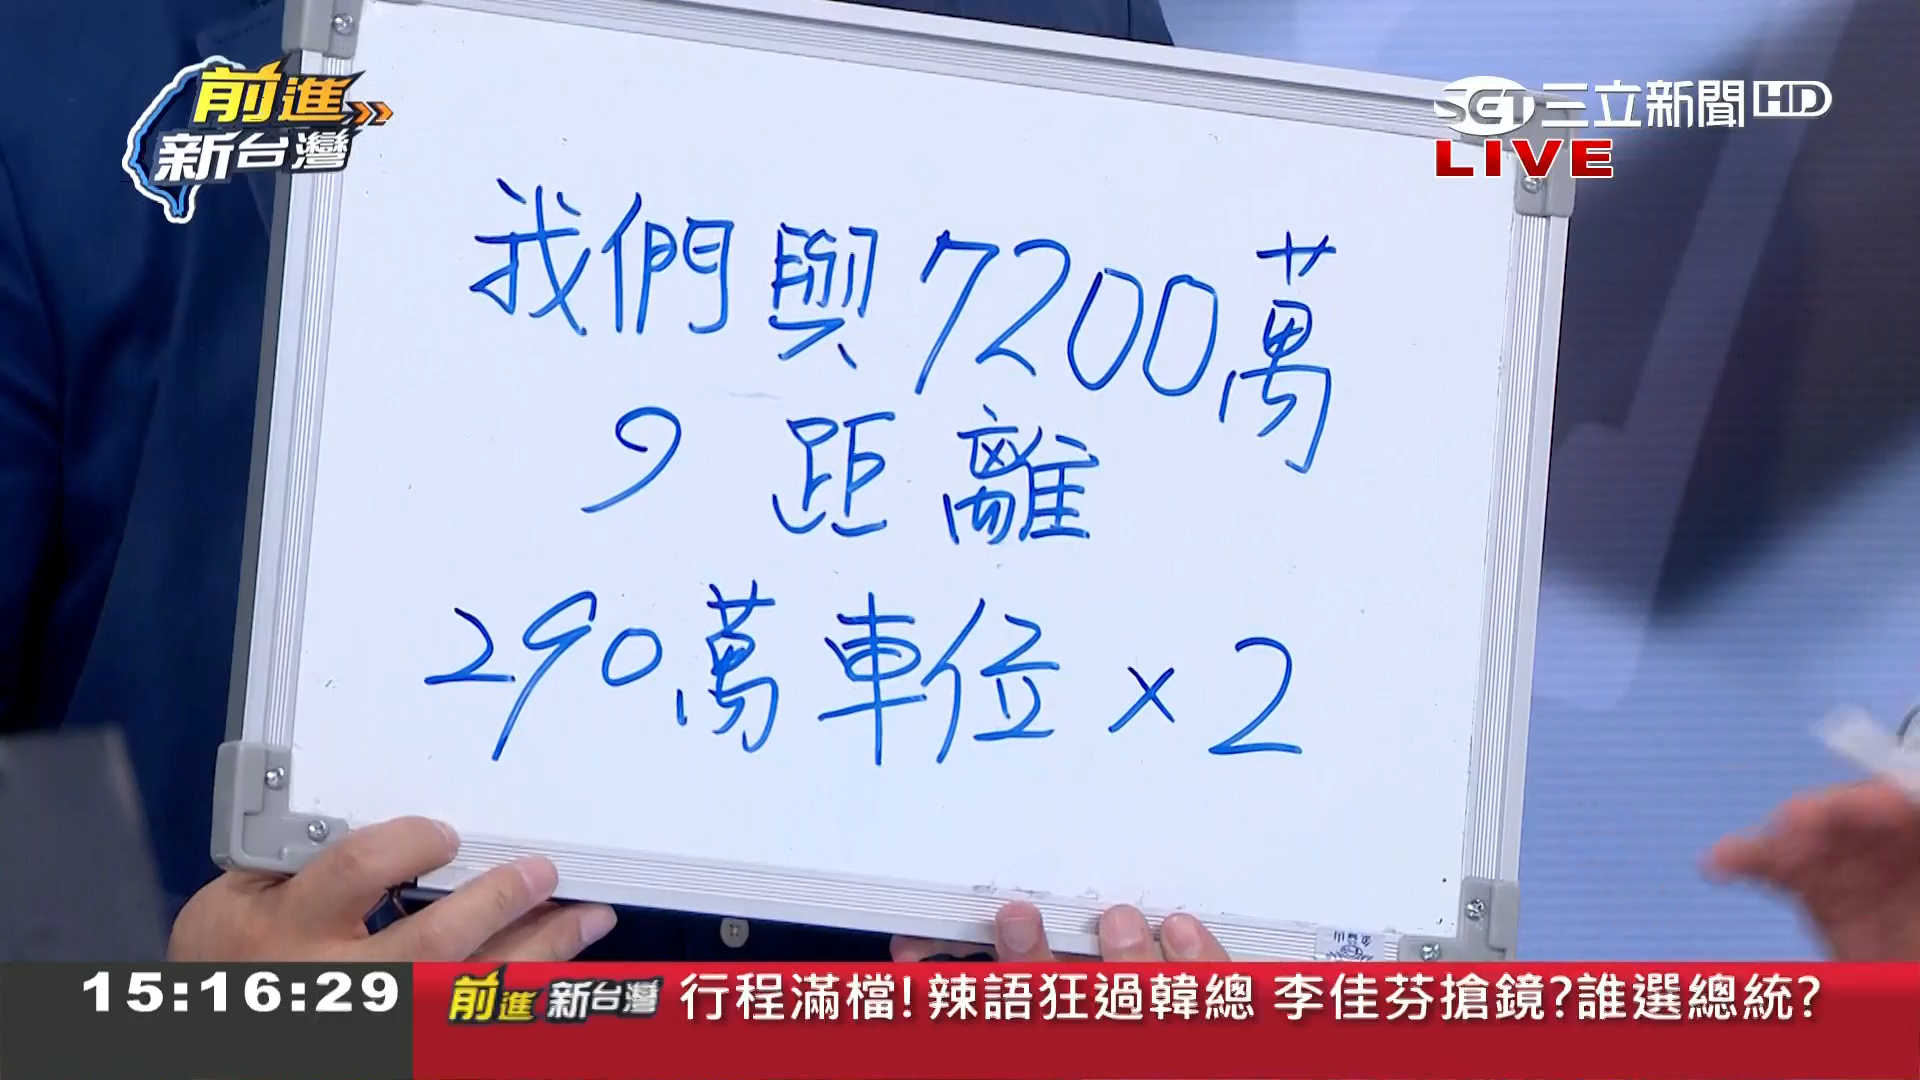 前進
新台灣
SET三立新聞HD
LIVE
我們與7200萬
ㄉ距離
290萬車位×2
15:16:29
前進新台灣 行程滿檔!辣語狂過韓總 李佳芬搶鏡?誰選總統?